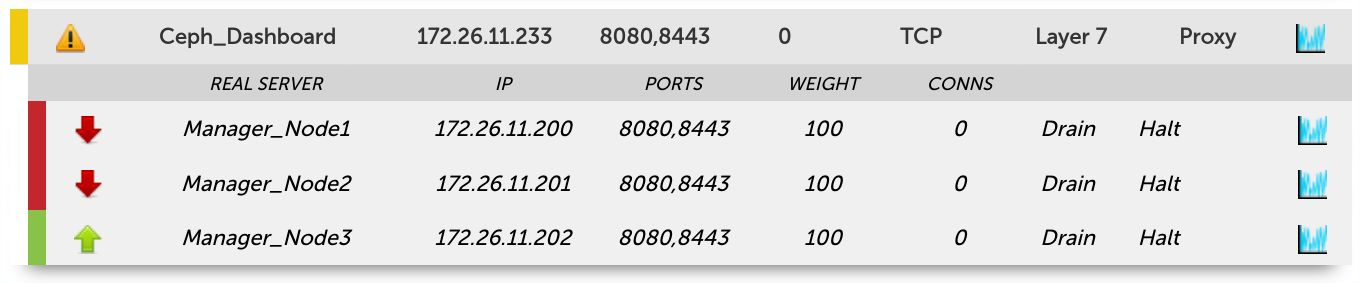 Ceph_Dashboard 172.26.11.233 8080,8443 0 TCP Layer 7 Proxy
REAL SERVER IP PORTS WEIGHT CONNS
Manager_Node1 172.26.11.200 8080,8443 100 0 Drain Halt
Manager_Node2 172.26.11.201 8080,8443 100 0 Drain Halt
Manager_Node3 172.26.11.202 8080,8443 100 0 Drain Halt